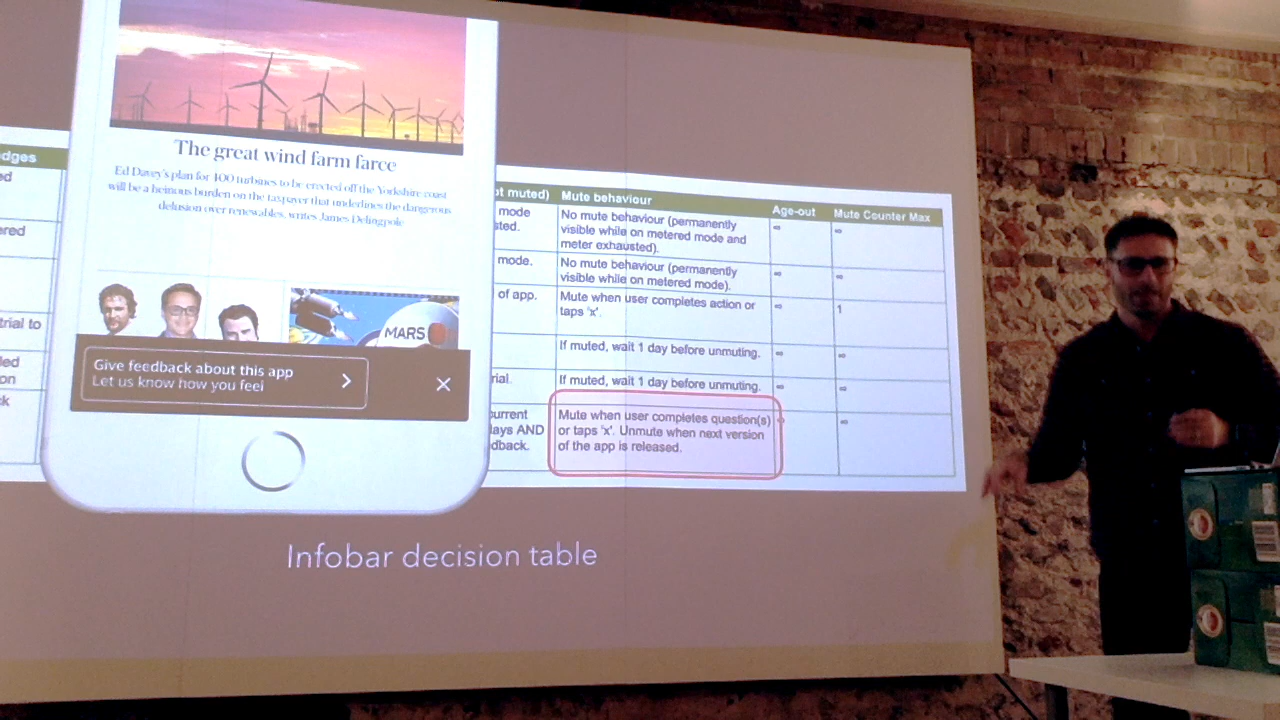 The great wind farm farce
Ed Davey's plan for 400 turbines to be erected off the Yorkshire coast
will be a heinous burden on the taxpayer that underlines the dangerous
delusion over renewables, writes James Delingpole
MARS
Give feedback about this app
Let us know how you feel
dges
ed
ered
trial to
led
on
k
ot muted)
Mute behaviour
Age-out
Mute Counter Max
mode
sted.
No mute behaviour (permanently
visible while on metered mode and
meter exhausted).
∞
∞
mode.
No mute behaviour (permanently
visible while on metered mode).
∞
∞
of app.
Mute when user completes action or
taps 'x'.
∞
1
If muted, wait 1 day before unmuting.
∞
∞
rial.
If muted, wait 1 day before unmuting.
∞
∞
current
days AND
dback.
Mute when user completes question(s)
or taps 'x'. Unmute when next version
of the app is released.
∞
∞
Infobar decision table